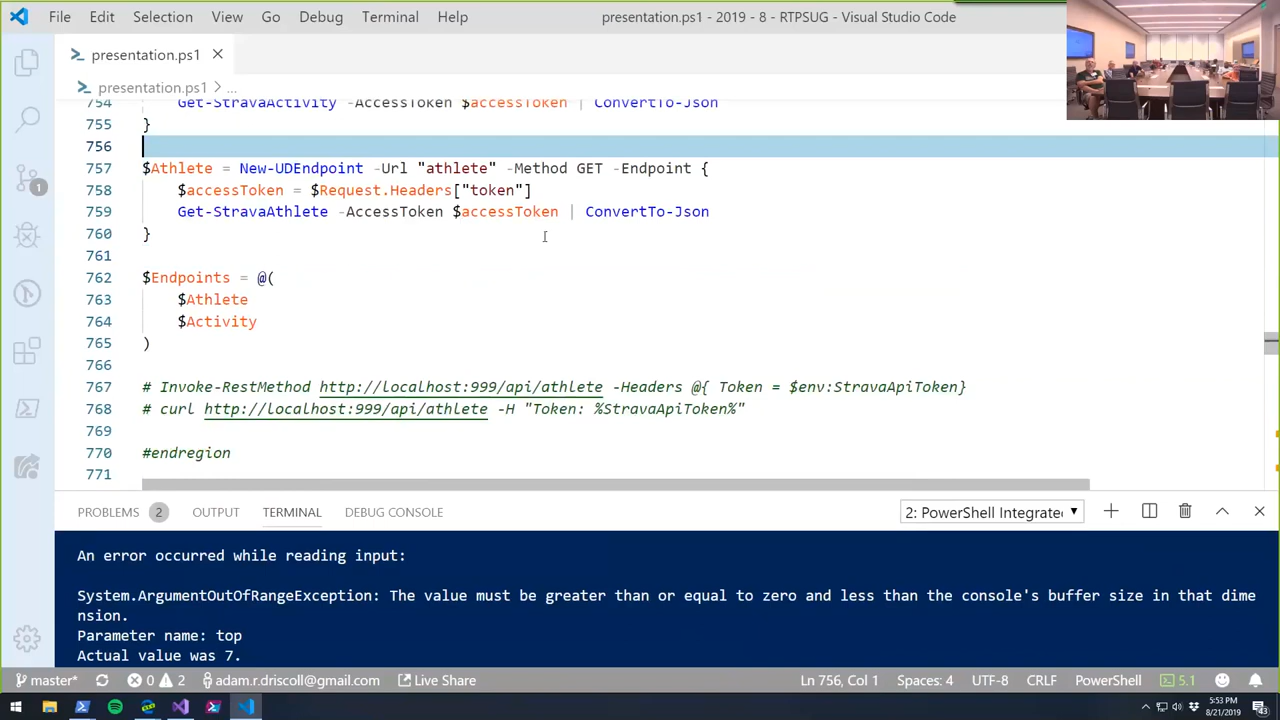 File Edit Selection View Go Debug Terminal Help presentation.ps1 - 2019 - 8 - RTPSUG - Visual Studio Code
presentation.ps1
presentation.ps1 > ...
754 Get-StravaActivity -AccessToken $accessToken | ConvertTo-Json
755 }
756
757 $Athlete = New-UDEndpoint -Url "athlete" -Method GET -Endpoint {
758 $accessToken = $Request.Headers["token"]
759 Get-StravaAthlete -AccessToken $accessToken | ConvertTo-Json
760 }
761
762 $Endpoints = @(
763 $Athlete
764 $Activity
765 )
766
767 # Invoke-RestMethod http://localhost:999/api/athlete -Headers @{ Token = $env:StravaApiToken}
768 # curl http://localhost:999/api/athlete -H "Token: %StravaApiToken%"
769
770 #endregion
771
1
PROBLEMS 2 OUTPUT TERMINAL DEBUG CONSOLE 2: PowerShell Integrated
An error occurred while reading input:
System.ArgumentOutOfRangeException: The value must be greater than or equal to zero and less than the console's buffer size in that dime
nsion.
Parameter name: top
Actual value was 7.
master* 0 2 adam.r.driscoll@gmail.com Live Share Ln 756, Col 1 Spaces: 4 UTF-8 CRLF PowerShell 5.1
5:53 PM
8/21/2019
43